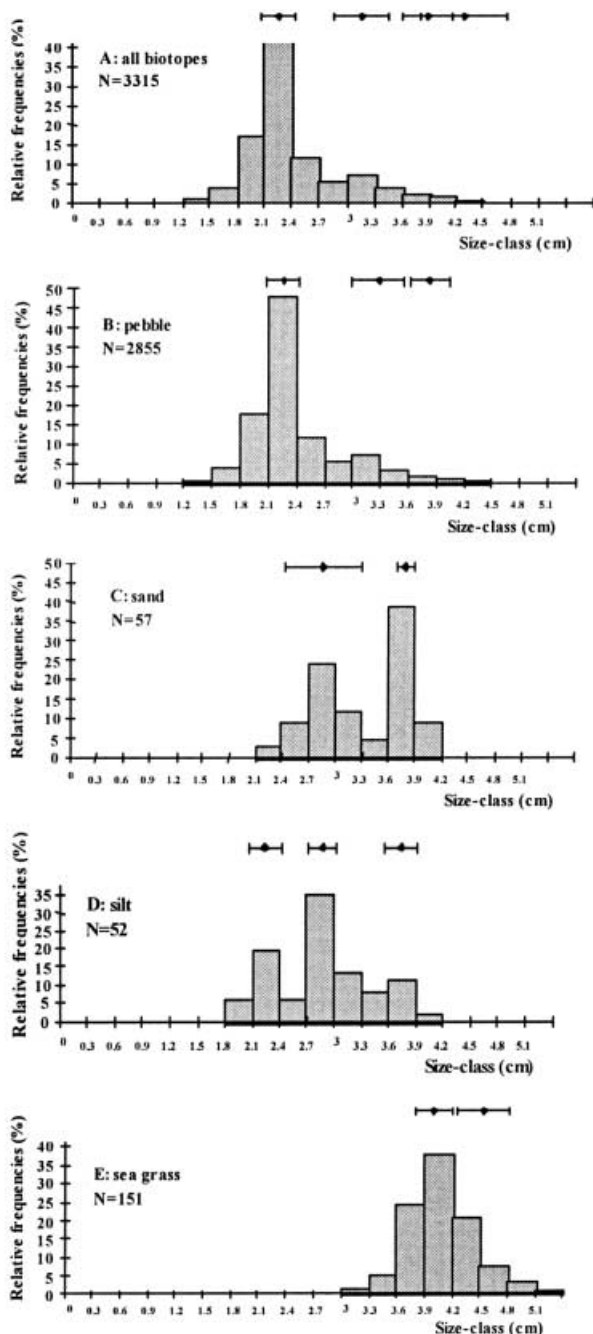 Relative frequencies (%)
A: all biotopes
N=3315
40
35
30
25
20
15
10
5
0
0 0.3 0.6 0.9 1.2 1.5 1.8 2.1 2.4 2.7 3 3.3 3.6 3.9 4.2 4.5 4.8 5.1
Size-class (cm)
Relative frequencies (%)
B: pebble
N=2855
50
45
40
35
30
25
20
15
10
5
0
0 0.3 0.6 0.9 1.2 1.5 1.8 2.1 2.4 2.7 3 3.3 3.6 3.9 4.2 4.5 4.8 5.1
Size-class (cm)
Relative frequencies (%)
C: sand
N=57
50
45
40
35
30
25
20
15
10
5
0
0 0.3 0.6 0.9 1.2 1.5 1.8 2.1 2.4 2.7 3 3.3 3.6 3.9 4.2 4.5 4.8 5.1
Size-class (cm)
Relative frequencies (%)
D: silt
N=52
35
30
25
20
15
10
5
0
0 0.3 0.6 0.9 1.2 1.5 1.8 2.1 2.4 2.7 3 3.3 3.6 3.9 4.2 4.5 4.8 5.1
Size-class (cm)
Relative frequencies (%)
E: sea grass
N=151
40
35
30
25
20
15
10
5
0
0 0.3 0.6 0.9 1.2 1.5 1.8 2.1 2.4 2.7 3 3.3 3.6 3.9 4.2 4.5 4.8 5.1
Size-class (cm)